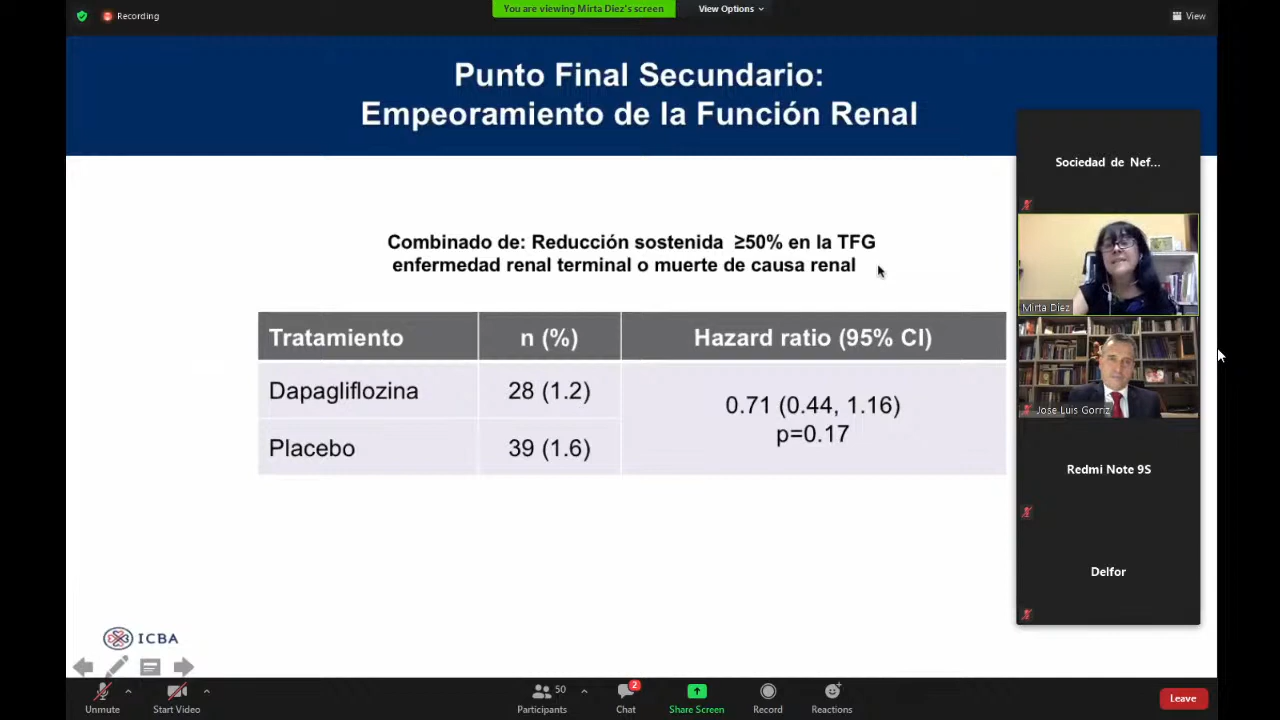 Recording
You are viewing Mirta Diez's screen
View Options
View
Punto Final Secundario:
Empeoramiento de la Función Renal
Sociedad de Nef...
Combinado de: Reducción sostenida ≥50% en la TFG
enfermedad renal terminal o muerte de causa renal
Mirta Diez
Tratamiento n (%) Hazard ratio (95% CI)
Dapagliflozina 28 (1.2)
0.71 (0.44, 1.16)
p=0.17
Placebo 39 (1.6)
Jose Luis Gorriz
Redmi Note 9S
Delfor
ICBA
Unmute
Start Video
50
Participants
2
Chat
Share Screen
Record
Reactions
Leave